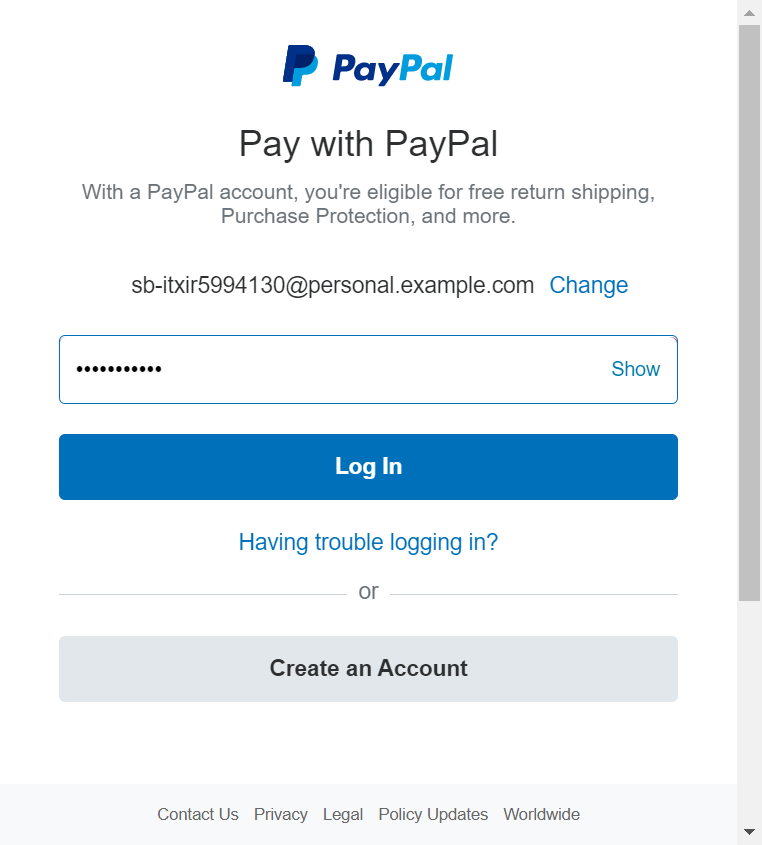 PayPal
Pay with PayPal
With a PayPal account, you're eligible for free return shipping,
Purchase Protection, and more.
sb-itxir5994130@personal.example.com Change
••••••••••• Show
Log In
Having trouble logging in?
or
Create an Account
Contact Us Privacy Legal Policy Updates Worldwide